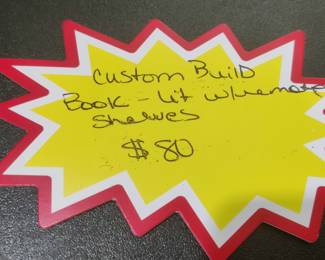 Custom Build
Book - lit w/remote
Shelves
$80